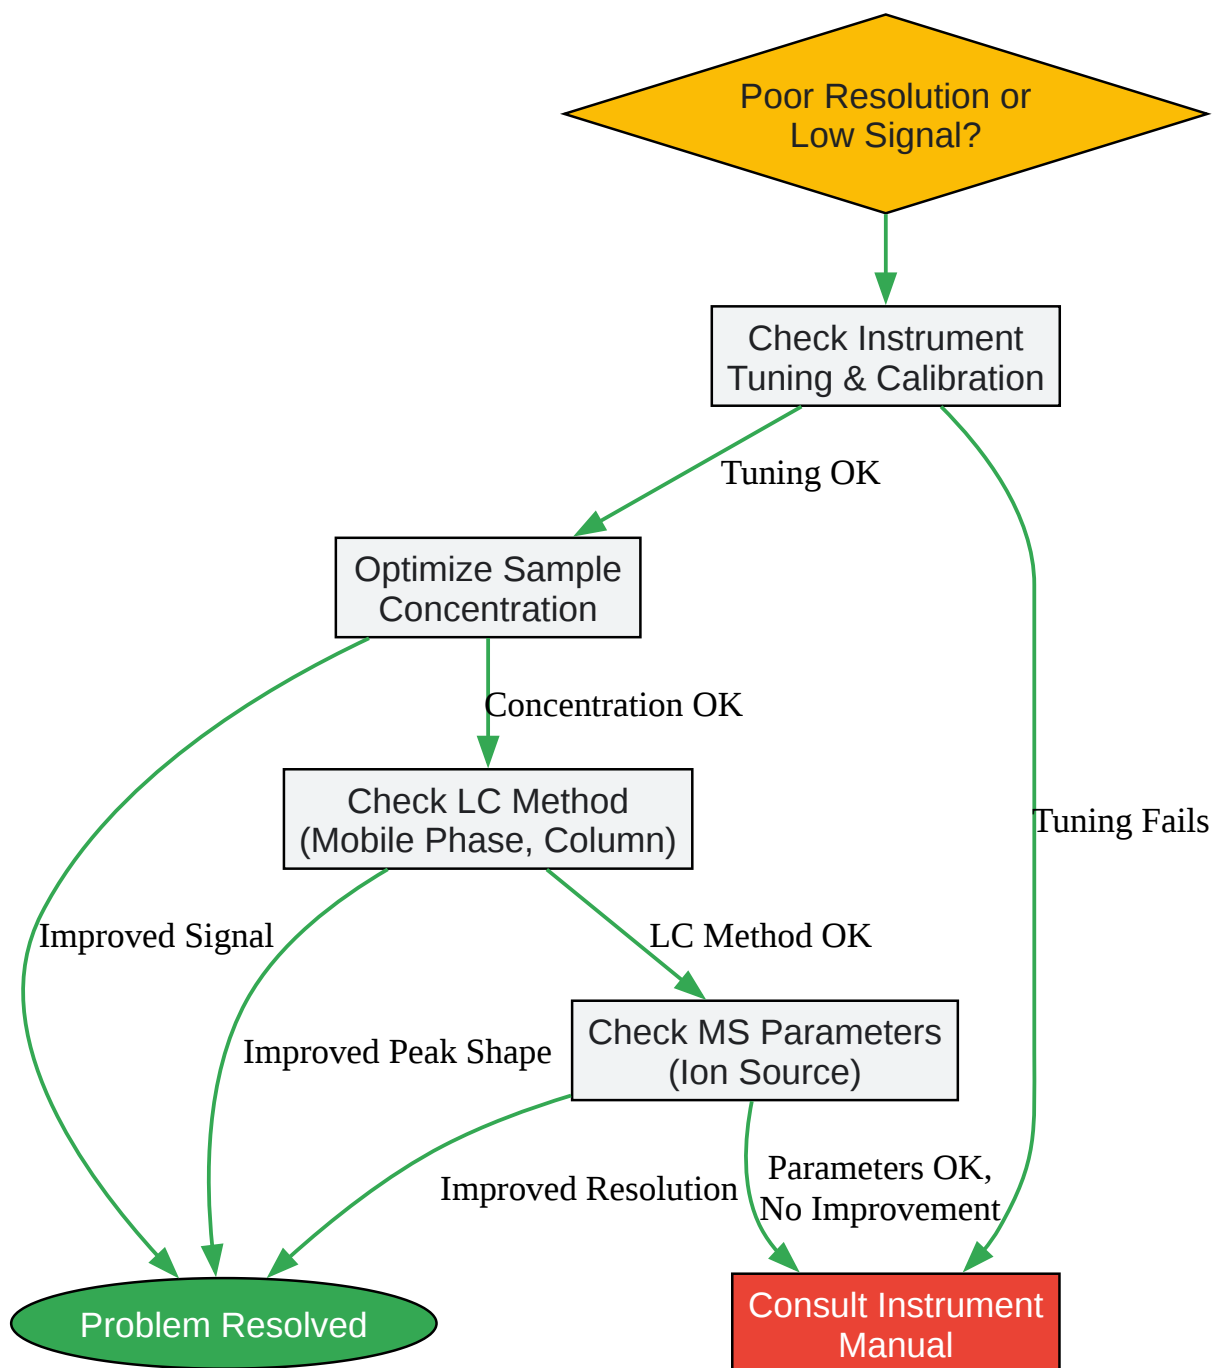 Poor Resolution or
Low Signal?
Check Instrument
Tuning & Calibration
Tuning OK
Optimize Sample
Concentration
Concentration OK
Check LC Method
(Mobile Phase, Column)
Tuning Fails
Improved Signal
LC Method OK
Check MS Parameters
(Ion Source)
Improved Peak Shape
Parameters OK,
No Improvement
Improved Resolution
Problem Resolved
Consult Instrument
Manual